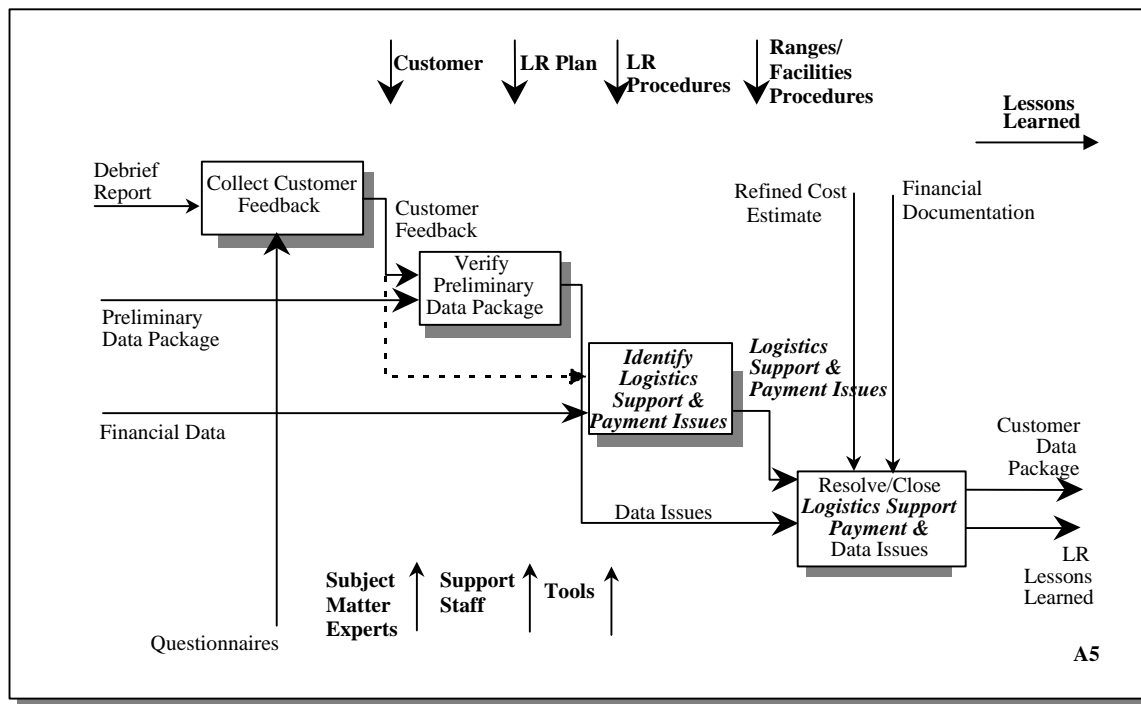 Customer
LR Plan
LR
Procedures
Ranges/
Facilities
Procedures
Lessons
Learned
Debrief
Report
Collect Customer
Feedback
Customer
Feedback
Refined Cost
Estimate
Financial
Documentation
Verify
Preliminary
Data Package
Preliminary
Data Package
Identify
Logistics
Support &
Payment Issues
Logistics
Support &
Payment Issues
Financial Data
Customer
Data
Package
Resolve/Close
Logistics Support
Payment &
Data Issues
Data Issues
LR
Lessons
Learned
Subject
Matter
Experts
Support
Staff
Tools
Questionnaires
A5